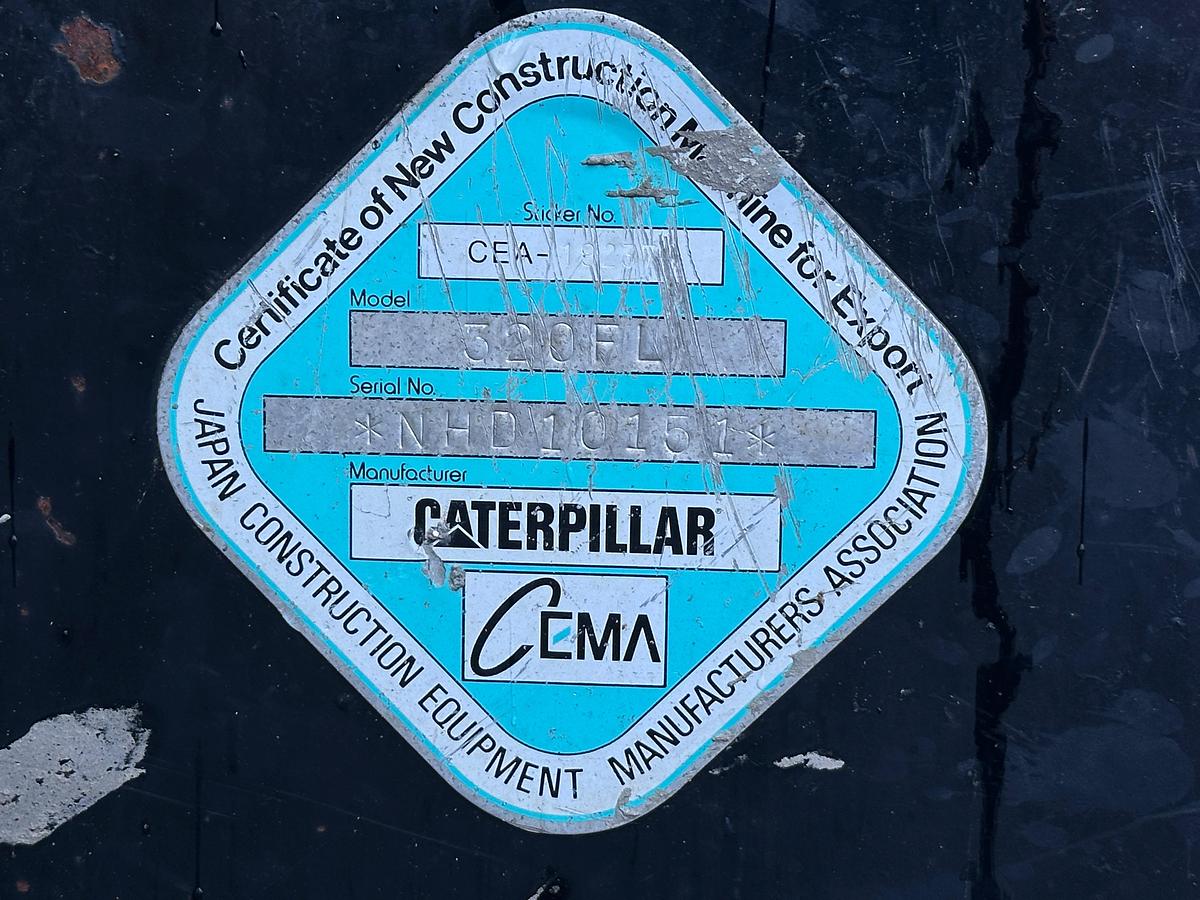 Certificate of New Construction Machine for Export
Sticker No.
CEA-
Model
320FL
Serial No.
*NHD10151*
Manufacturer
CATERPILLAR
CEMA
JAPAN CONSTRUCTION EQUIPMENT MANUFACTURERS ASSOCIATION